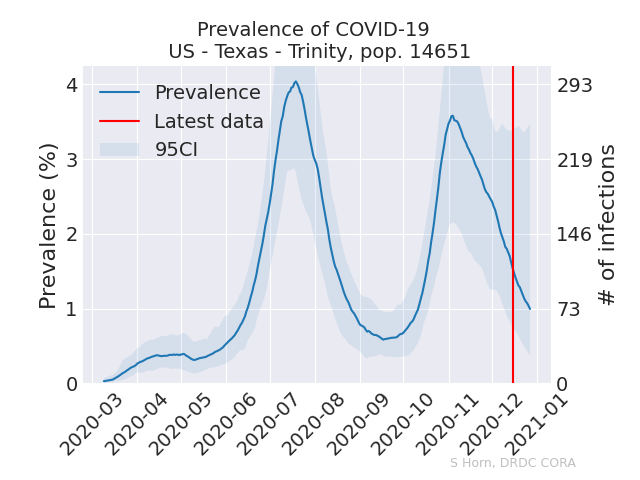 Prevalence of COVID-19
US - Texas - Trinity, pop. 14651
Prevalence
Latest data
95CI
Prevalence (%)
4
3
2
1
0
293
219
146
73
0
# of infections
2020-03
2020-04
2020-05
2020-06
2020-07
2020-08
2020-09
2020-10
2020-11
2020-12
2021-01
S Horn, DRDC CORA